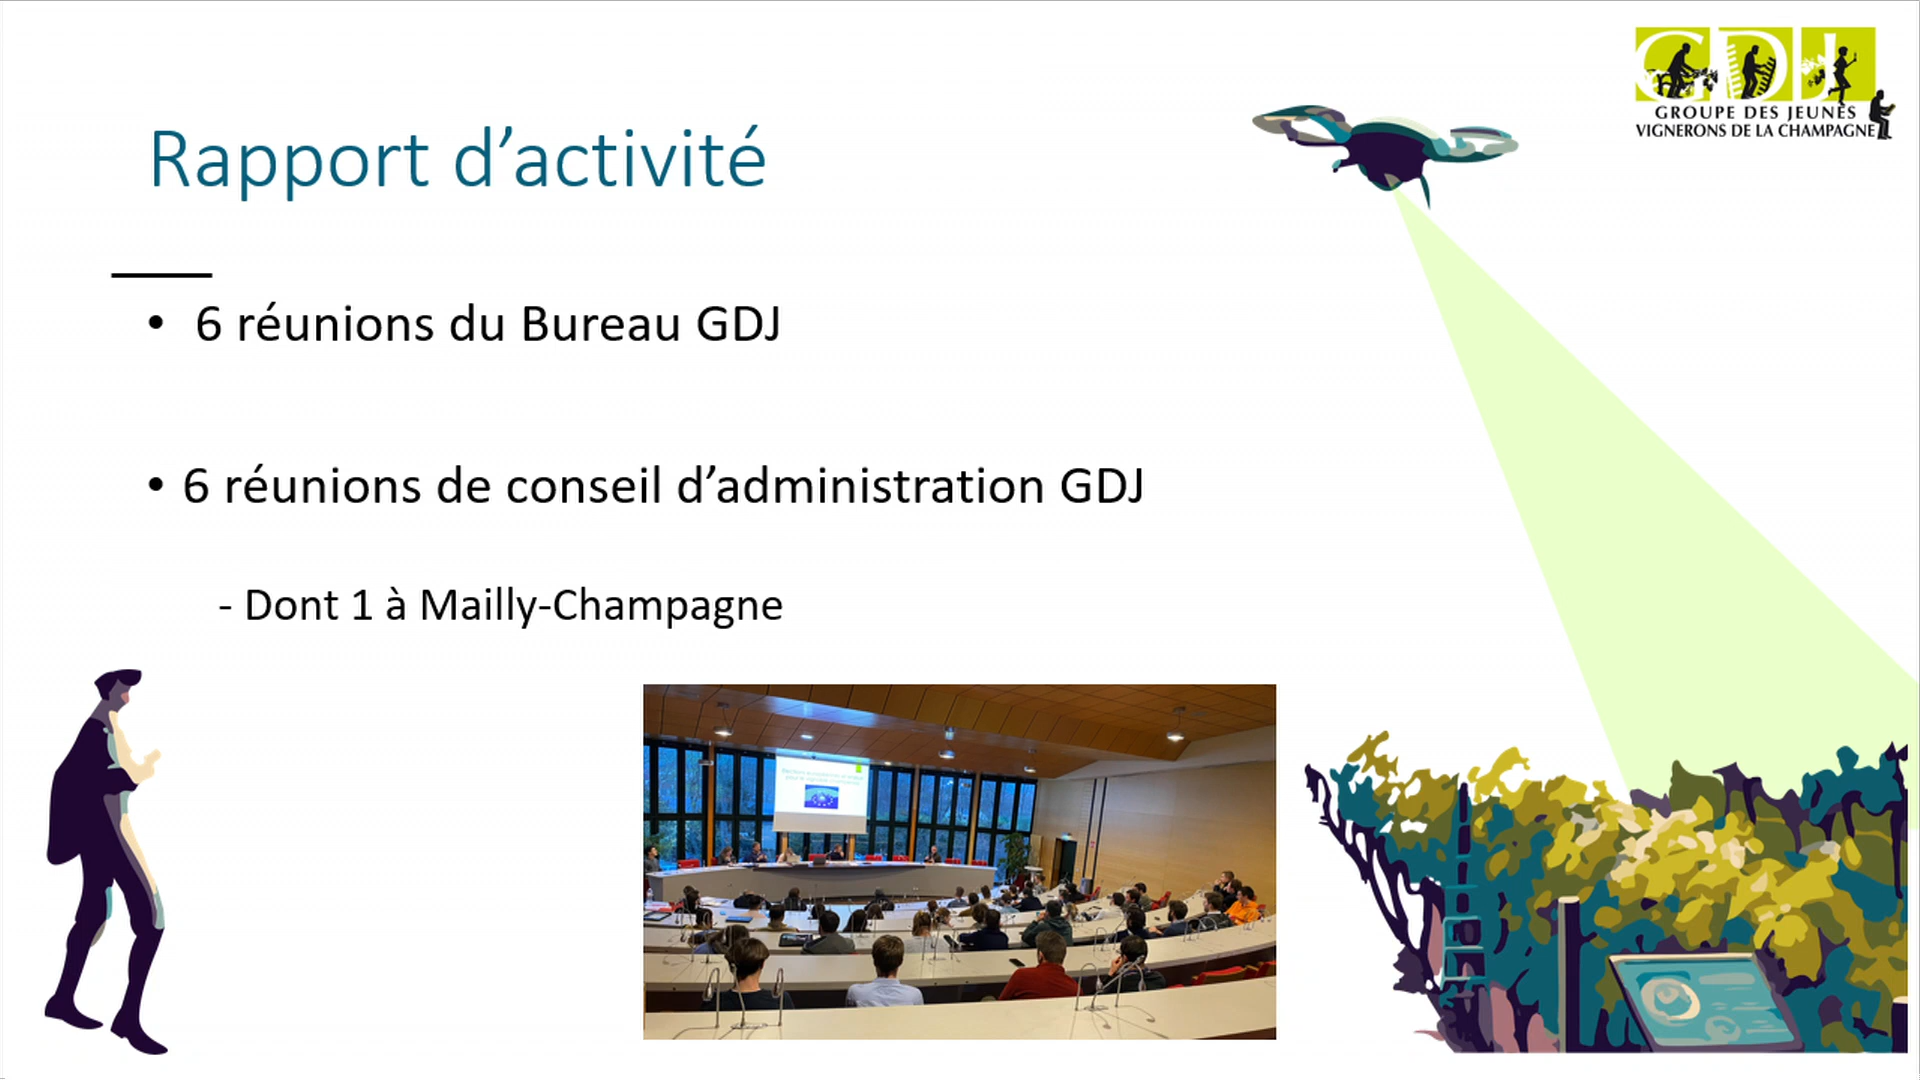 GDJ
GROUPE DES JEUNES
VIGNERONS DE LA CHAMPAGNE
Rapport d’activité
• 6 réunions du Bureau GDJ
• 6 réunions de conseil d’administration GDJ
- Dont 1 à Mailly-Champagne